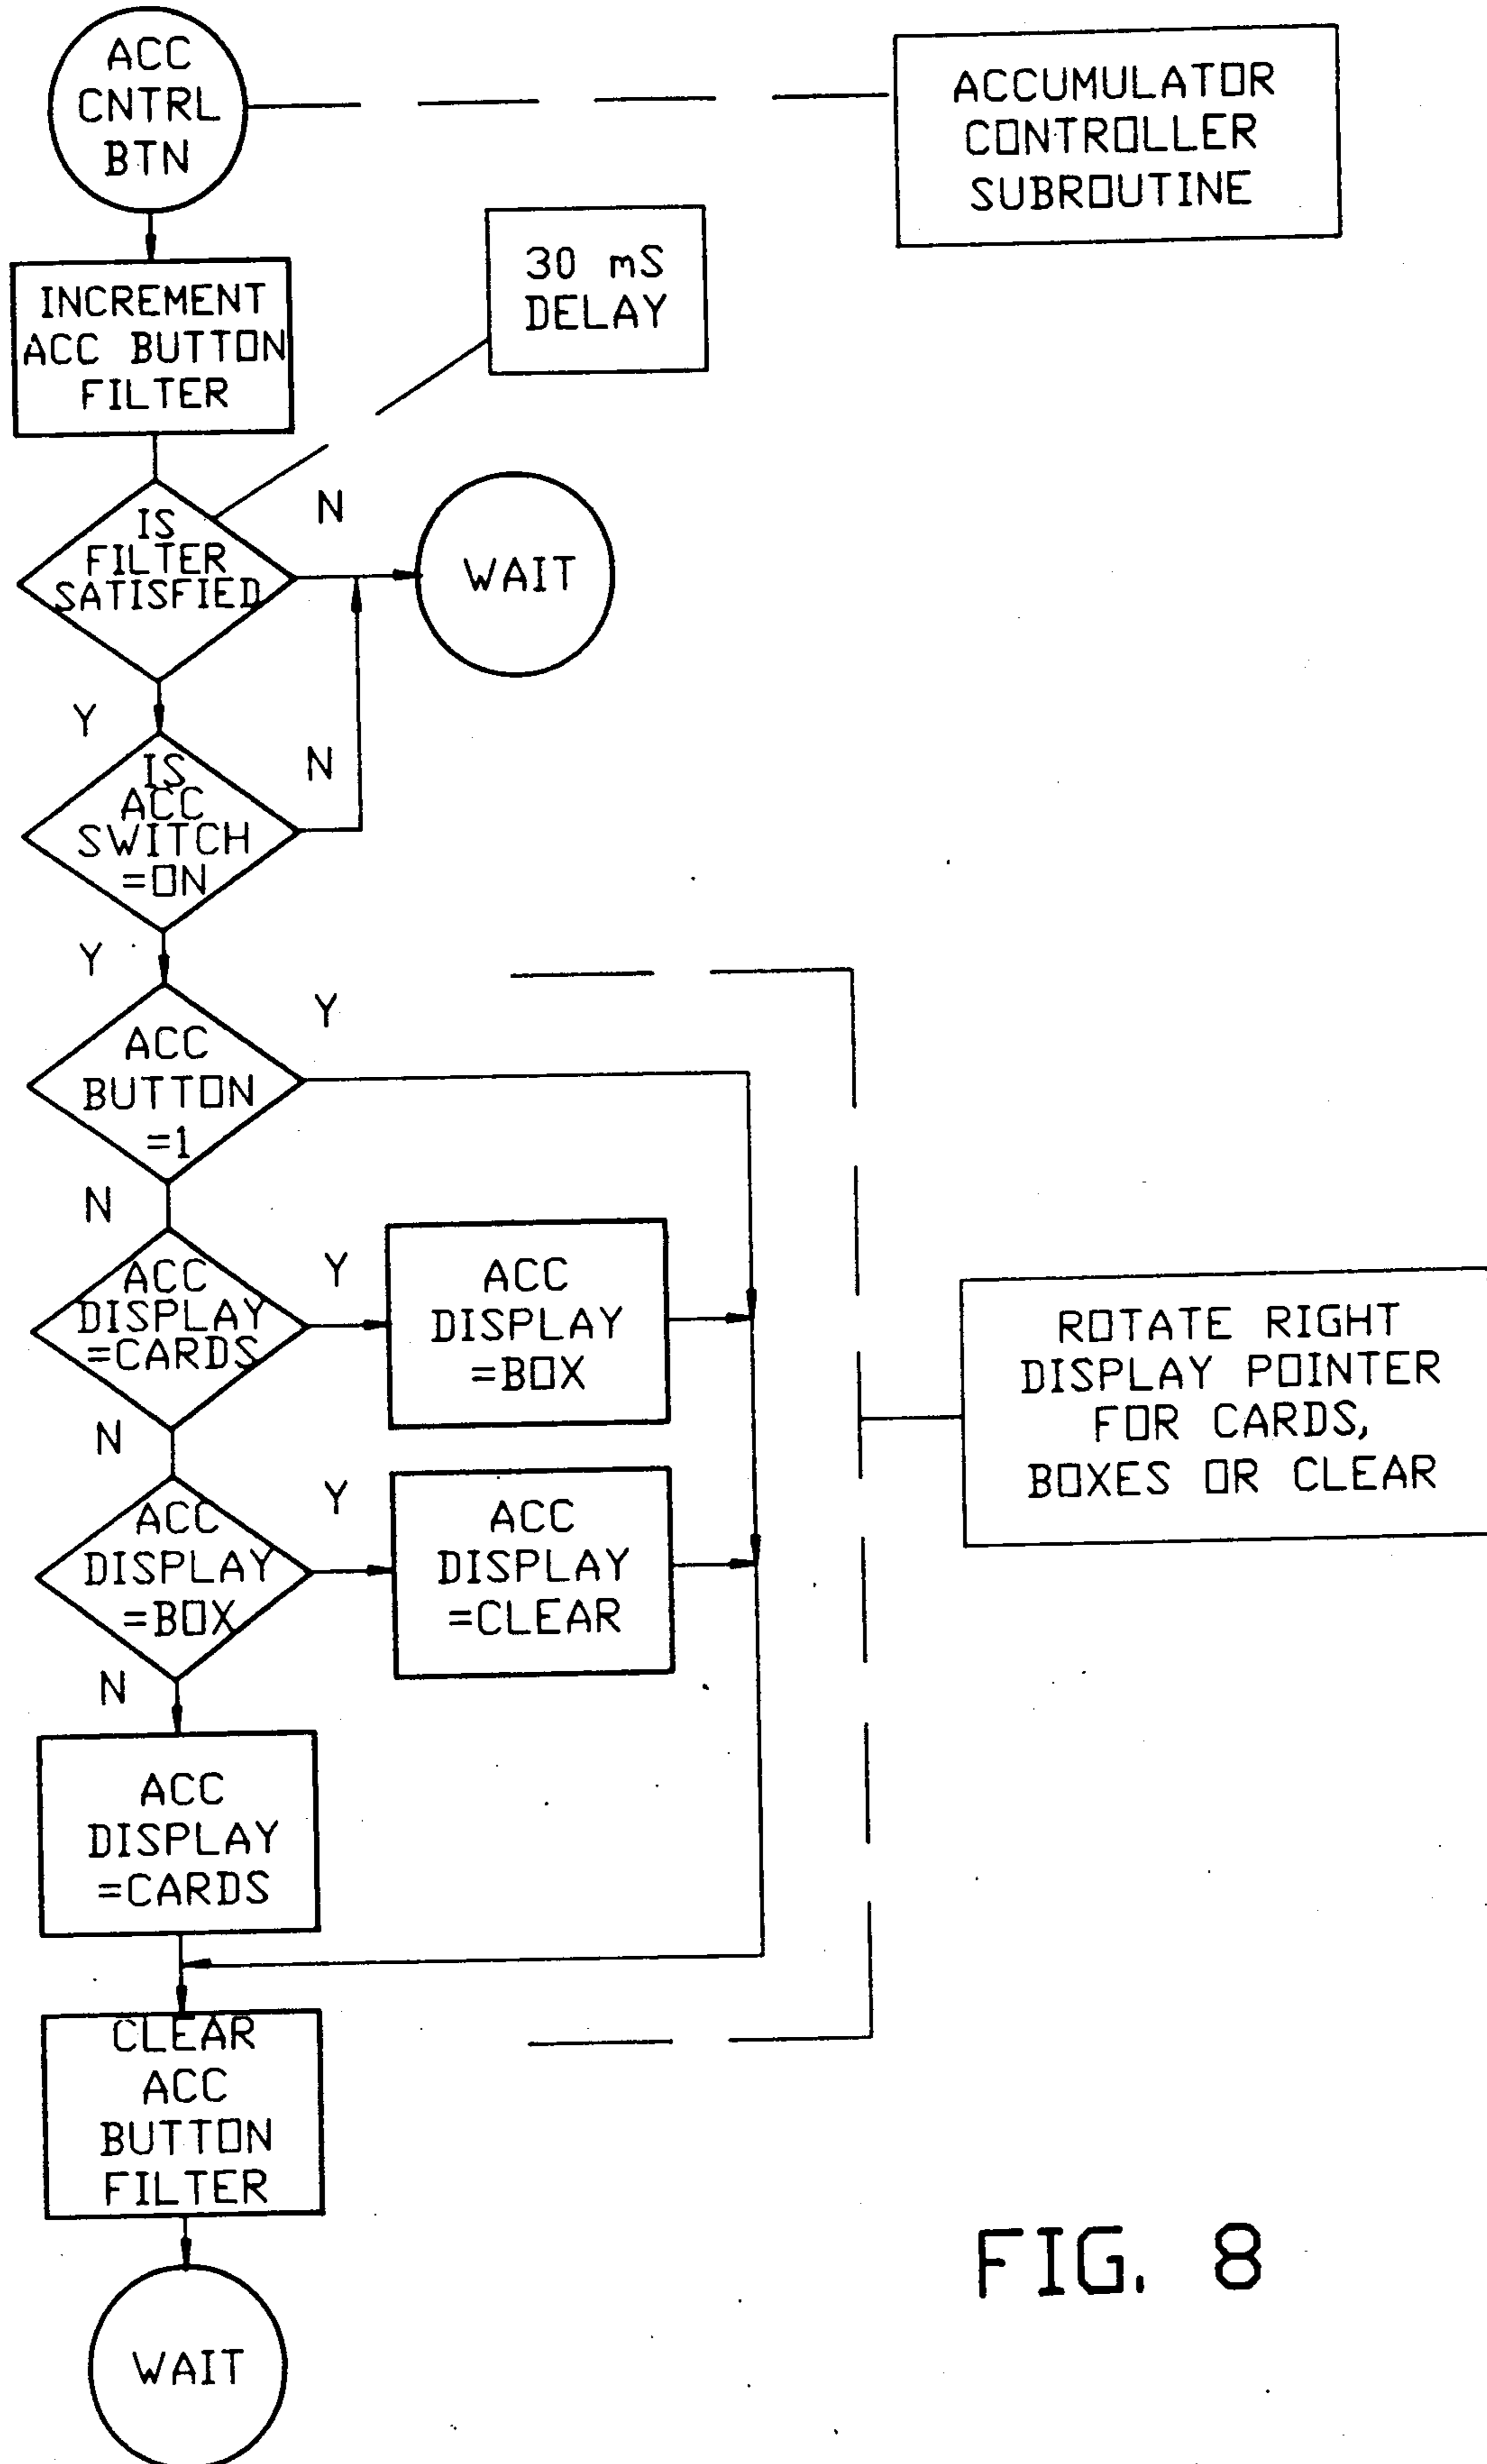 ACC
CNTRL
BTN
ACCUMULATOR
CONTROLLER
SUBROUTINE
30 mS
DELAY
INCREMENT
ACC BUTTON
FILTER
IS
FILTER
SATISFIED
N
WAIT
Y
IS
ACC
SWITCH
=ON
N
Y
ACC
BUTTON
=1
Y
N
ACC
DISPLAY
=CARDS
Y
ACC
DISPLAY
=BOX
ROTATE RIGHT
DISPLAY POINTER
FOR CARDS,
BOXES OR CLEAR
N
ACC
DISPLAY
=BOX
Y
ACC
DISPLAY
=CLEAR
N
ACC
DISPLAY
=CARDS
CLEAR
ACC
BUTTON
FILTER
WAIT
FIG. 8